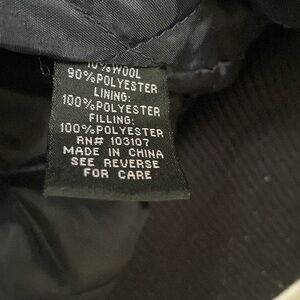 10%WOOL
90%POLYESTER
LINING:
100%POLYESTER
FILLING:
100%POLYESTER
RN# 103107
MADE IN CHINA
SEE REVERSE
FOR CARE